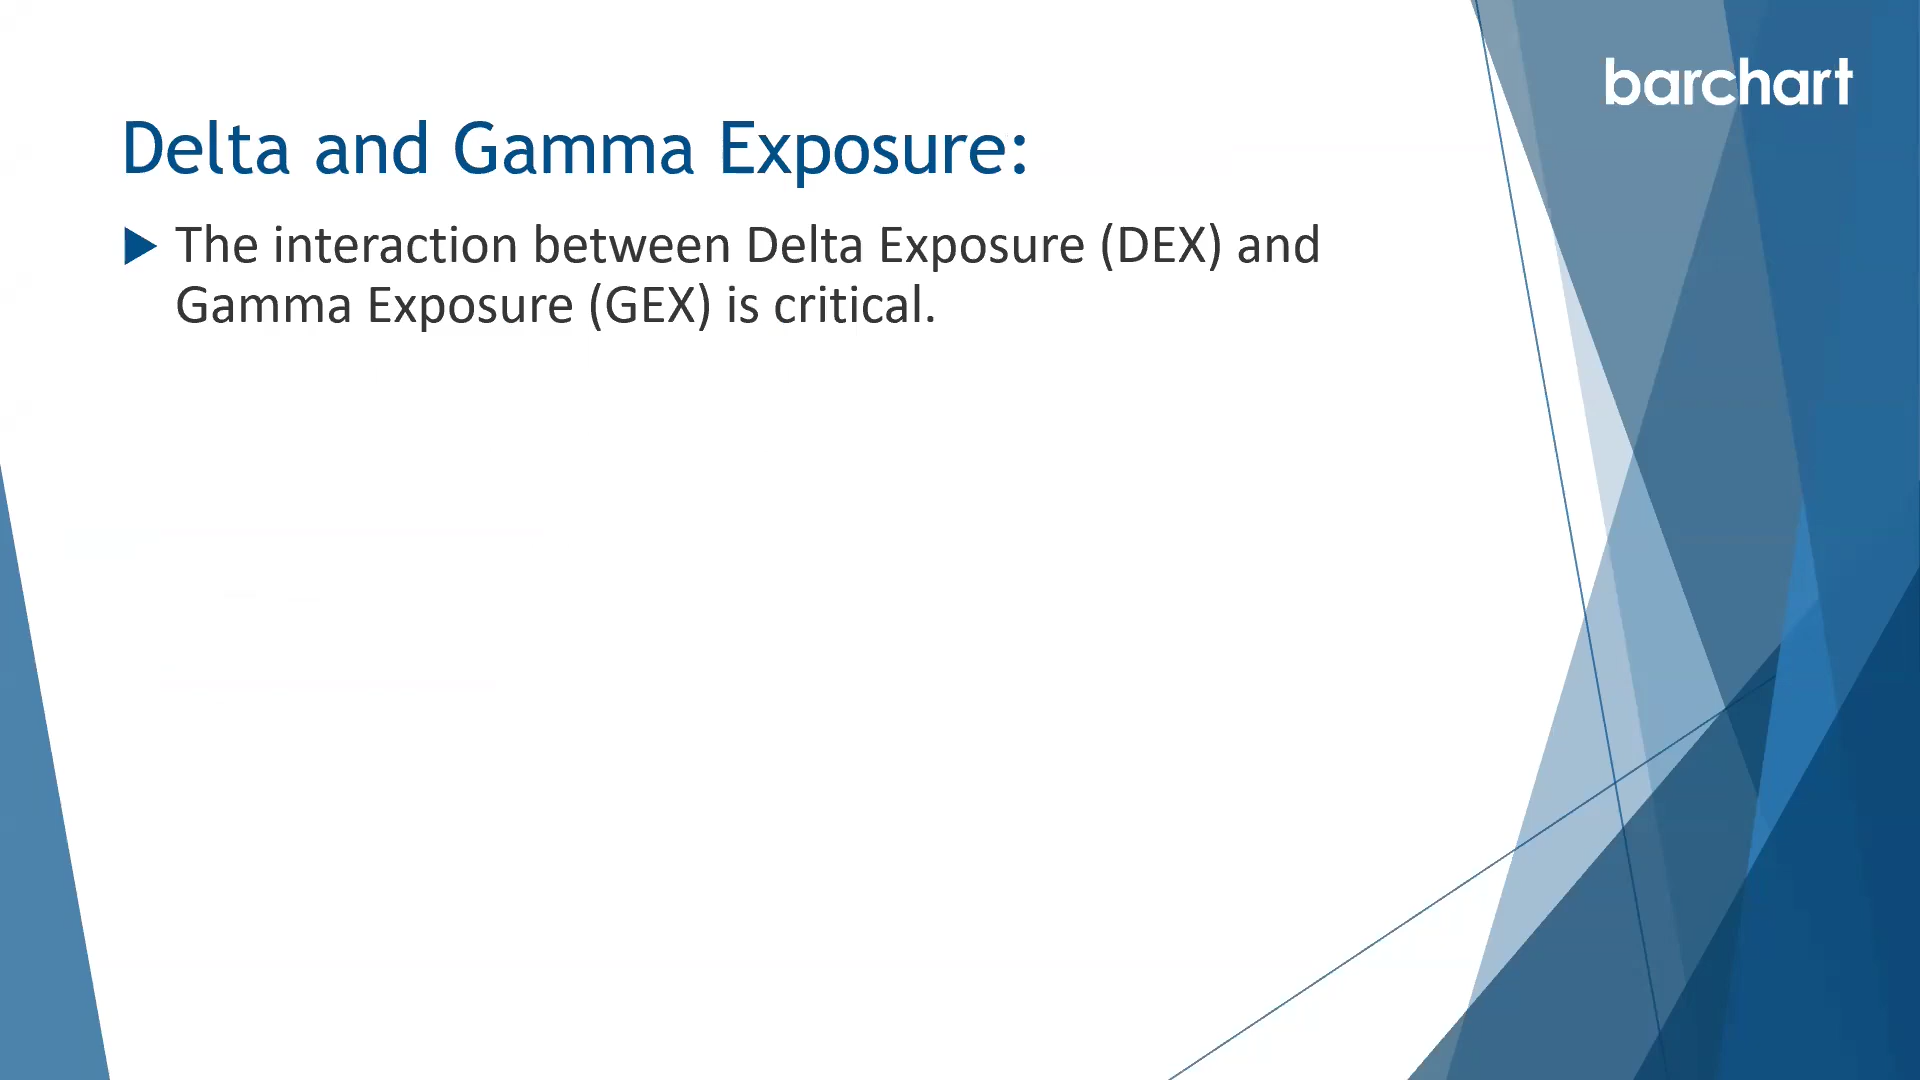 barchart
Delta and Gamma Exposure:
The interaction between Delta Exposure (DEX) and
Gamma Exposure (GEX) is critical.